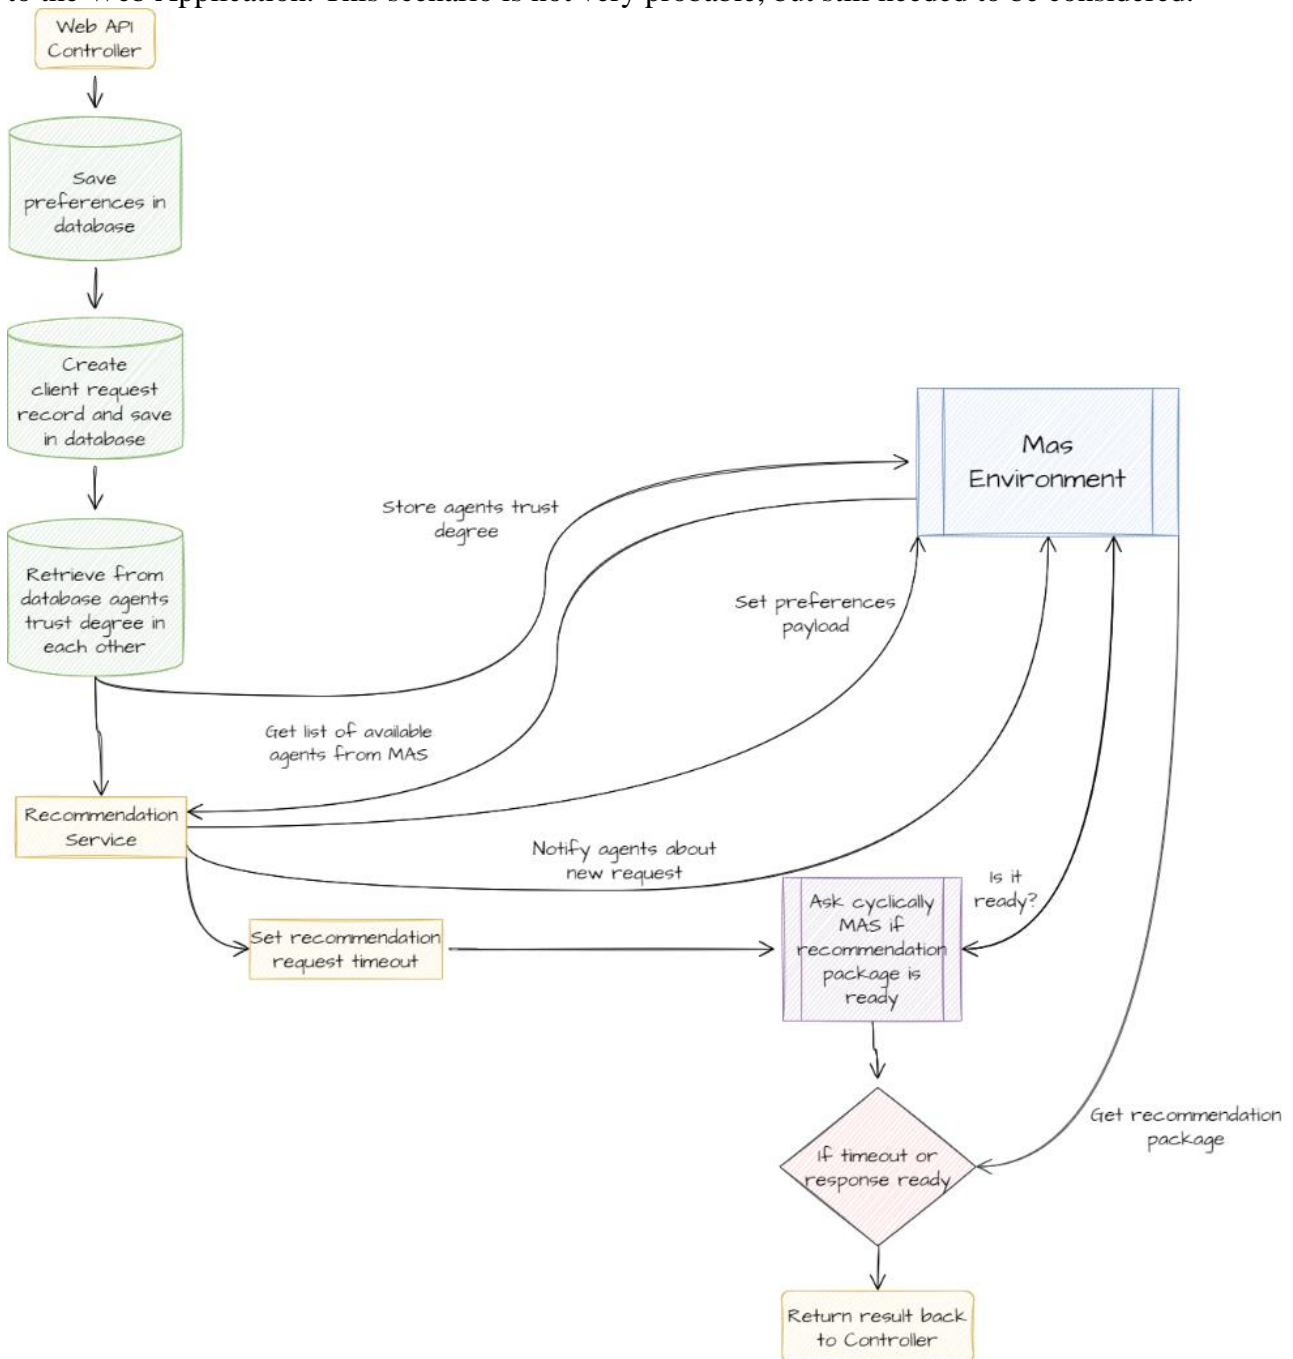 to the Web Application. This scenario is not very probable, but still needed to be considered.
Web API
Controller
Save
preferences in
database
Create
client request
record and save
in database
Mas
Environment
Store agents trust
degree
Retrieve from
database agents
trust degree in
each other
Set preferences
payload
Get list of available
agents from MAS
Recommendation
Service
Notify agents about
new request
Is it
ready?
Ask cyclically
MAS if
recommendation
package is
ready
Set recommendation
request timeout
Get recommendation
package
If timeout or
response ready
Return result back
to Controller